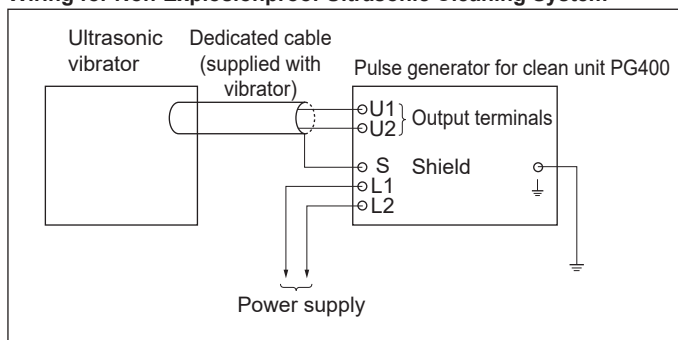 Wiring for Non-Explosionproof Ultrasonic Cleaning System
Ultrasonic
vibrator
Dedicated cable
(supplied with
vibrator)
Pulse generator for clean unit PG400
U1
U2
Output terminals
S
Shield
L1
L2
Power supply